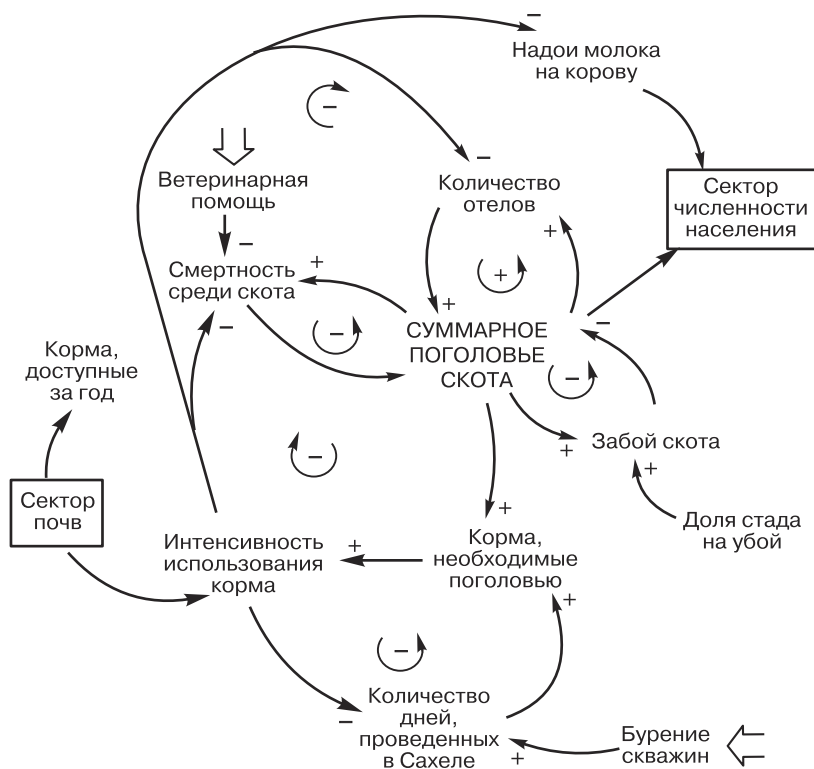 Надои молока
на корову
Ветеринарная
помощь
Количество
отелов
Сектор
численности
населения
Смертность
среди скота
СУММАРНОЕ
ПОГОЛОВЬЕ
СКОТА
Корма,
доступные
за год
Забой скота
Сектор
почв
Доля стада
на убой
Интенсивность
использования
корма
Корма,
необходимые
поголовью
Количество
дней,
проведенных
в Сахеле
Бурение
скважин